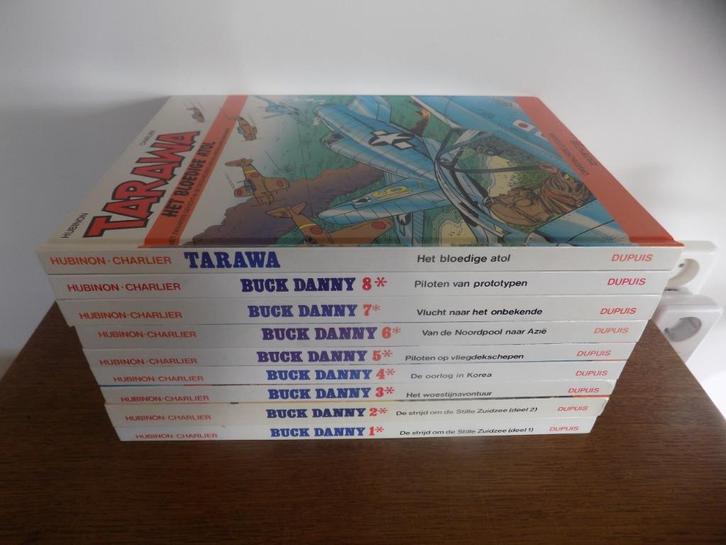 HUBINON CHARLIER
TARAWA
HET BLOEDIGE ATOL
HUBINON·CHARLIER TARAWA Het bloedige atol DUPUIS
HUBINON·CHARLIER BUCK DANNY 8* Piloten van prototypen DUPUIS
HUBINON·CHARLIER BUCK DANNY 7* Vlucht naar het onbekende DUPUIS
HUBINON·CHARLIER BUCK DANNY 6* Van de Noordpool naar Azië DUPUIS
HUBINON·CHARLIER BUCK DANNY 5* Piloten op vliegdekschepen DUPUIS
HUBINON·CHARLIER BUCK DANNY 4* De oorlog in Korea DUPUIS
HUBINON·CHARLIER BUCK DANNY 3* Het woestijnavontuur DUPUIS
HUBINON·CHARLIER BUCK DANNY 2* De strijd om de Stille Zuidzee (deel 2) DUPUIS
HUBINON·CHARLIER BUCK DANNY 1* De strijd om de Stille Zuidzee (deel 1) DUPUIS